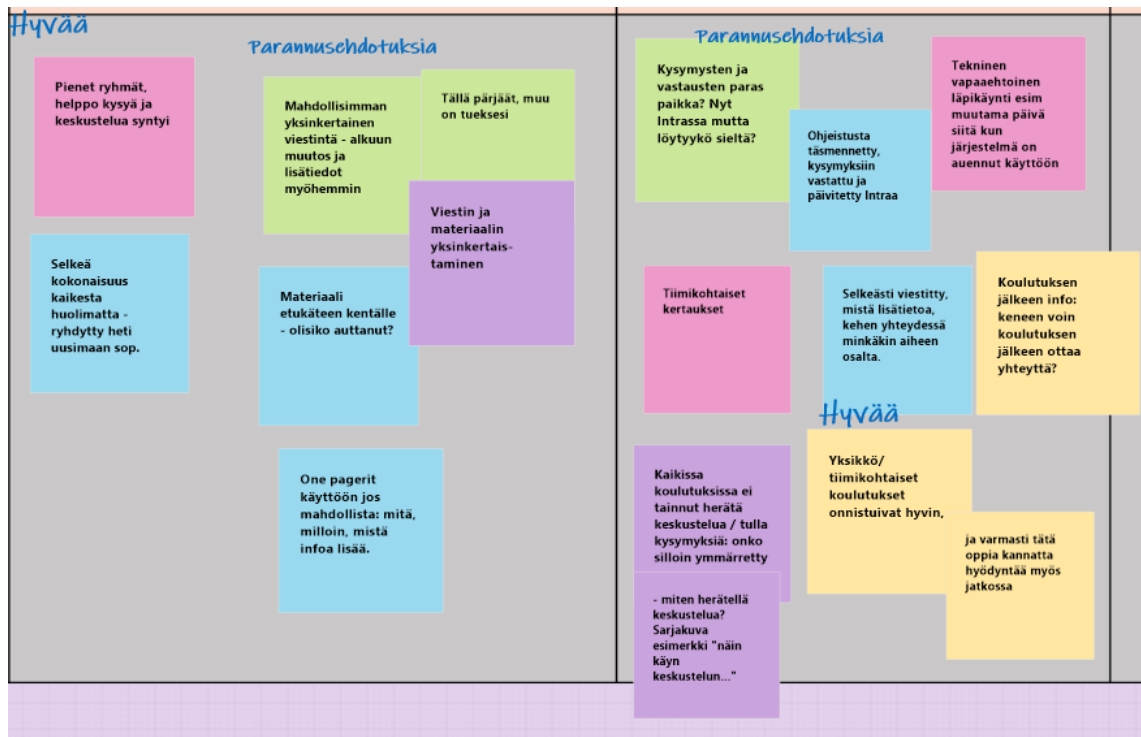 Hyvää
Parannusehdotuksia
Pienet ryhmät,
helppo kysyä ja
keskustelua syntyi
Mahdollisimman
yksinkertainen
viestintä - alkuun
muutos ja
lisätiedot
myöhemmin
Tällä pärjäät, muu
on tueksesi
Viestin ja
materiaalin
yksinkertais-
taminen
Selkeä
kokonaisuus
kaikesta
huolimatta -
ryhdytty heti
uusimaan sop.
Materiaali
etukäteen kentälle
- olisiko auttanut?
One pagerit
käyttöön jos
mahdollista: mitä,
milloin, mistä
infoa lisää.
Parannusehdotuksia
Kysymysten ja
vastausten paras
paikka? Nyt
Intrassa mutta
löytyykö sieltä?
Ohjeistusta
täsmennetty,
kysymyksiin
vastattu ja
päivitetty Intraa
Tekninen
vapaaehtoinen
läpikäynti esim
muutama päivä
siitä kun
järjestelmä on
auennut käyttöön
Tiimikohtaiset
kertaukset
Selkeästi viestitty,
mistä lisätietoa,
kehen yhteydessä
minkäkin aiheen
osalta.
Koulutuksen
jälkeen info:
keneen voin
koulutuksen
jälkeen ottaa
yhteyttä?
Hyvää
Kaikissa
koulutuksissa ei
tainnut herätä
keskustelua / tulla
kysymyksiä: onko
silloin ymmärretty
- miten herätellä
keskustelua?
Sarjakuva
esimerkki "näin
käyn
keskustelun..."
Yksikkö/
tiimikohtaiset
koulutukset
onnistuivat hyvin,
ja varmasti tätä
oppia kannatta
hyödyntää myös
jatkossa